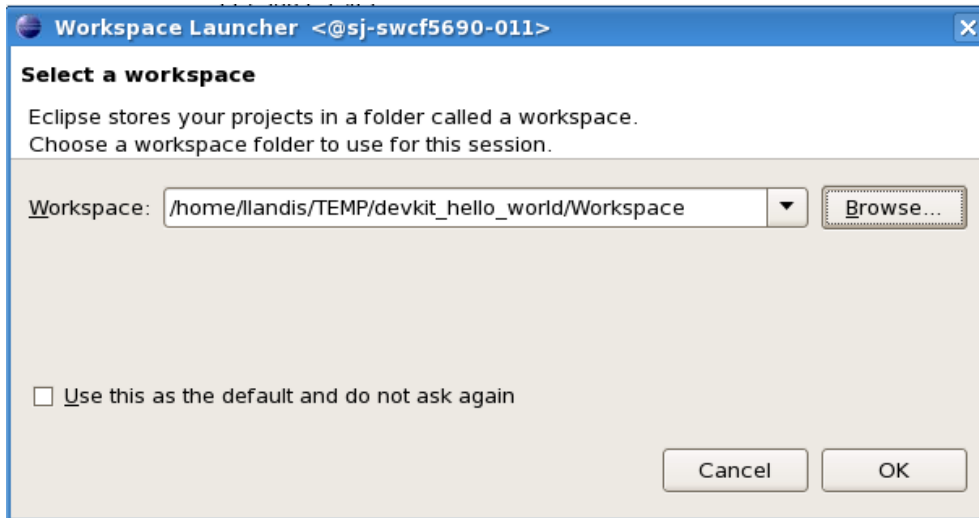 Workspace Launcher <@sj-swcf5690-011>
Select a workspace
Eclipse stores your projects in a folder called a workspace.
Choose a workspace folder to use for this session.
Workspace: /home/llandis/TEMP/devkit_hello_world/Workspace Browse...
Use this as the default and do not ask again
Cancel OK